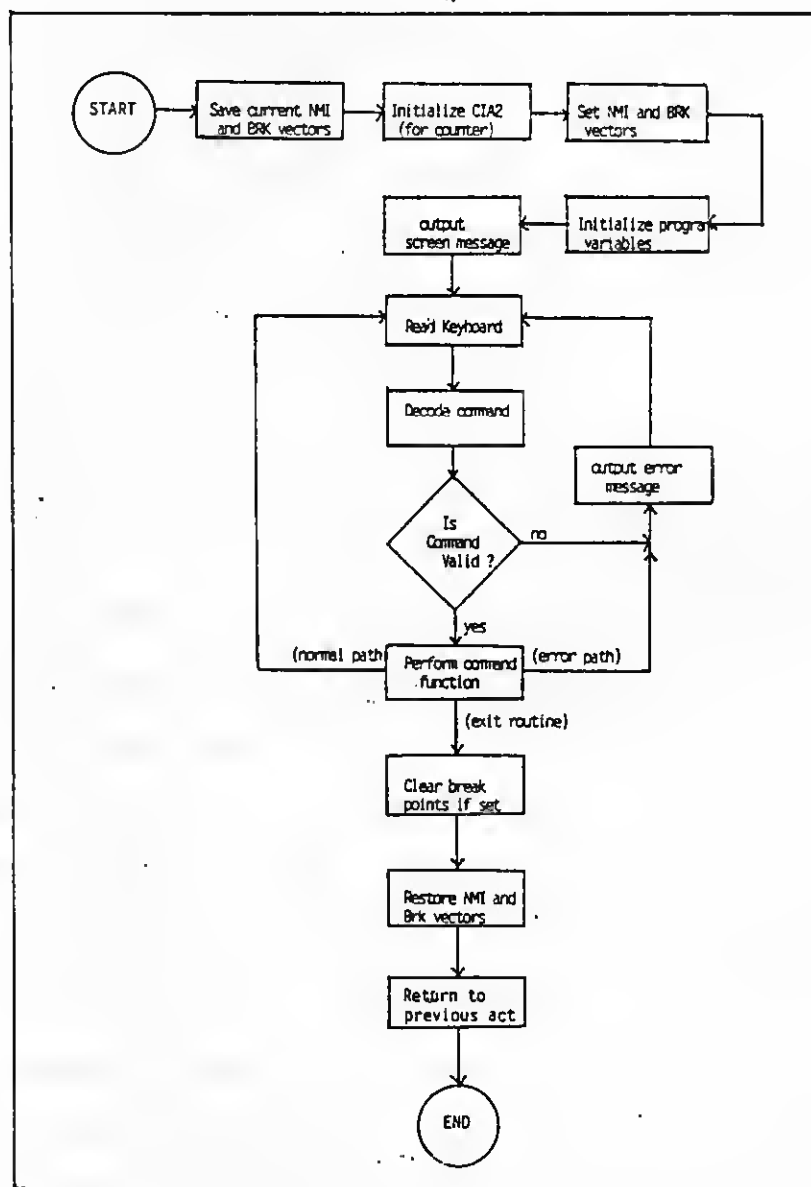 START
Save current NMI
and BRK vectors
Initialize CIA2
(for counter)
Set NMI and BRK
vectors
output
screen message
Initialize progra
variables
Read Keyboard
Decode command
output error
message
Is
Command
Valid ?
no
yes
(normal path)
Perform command
function
(error path)
(exit routine)
Clear break
points if set
Restore NMI and
Brk vectors
Return to
previous act
END